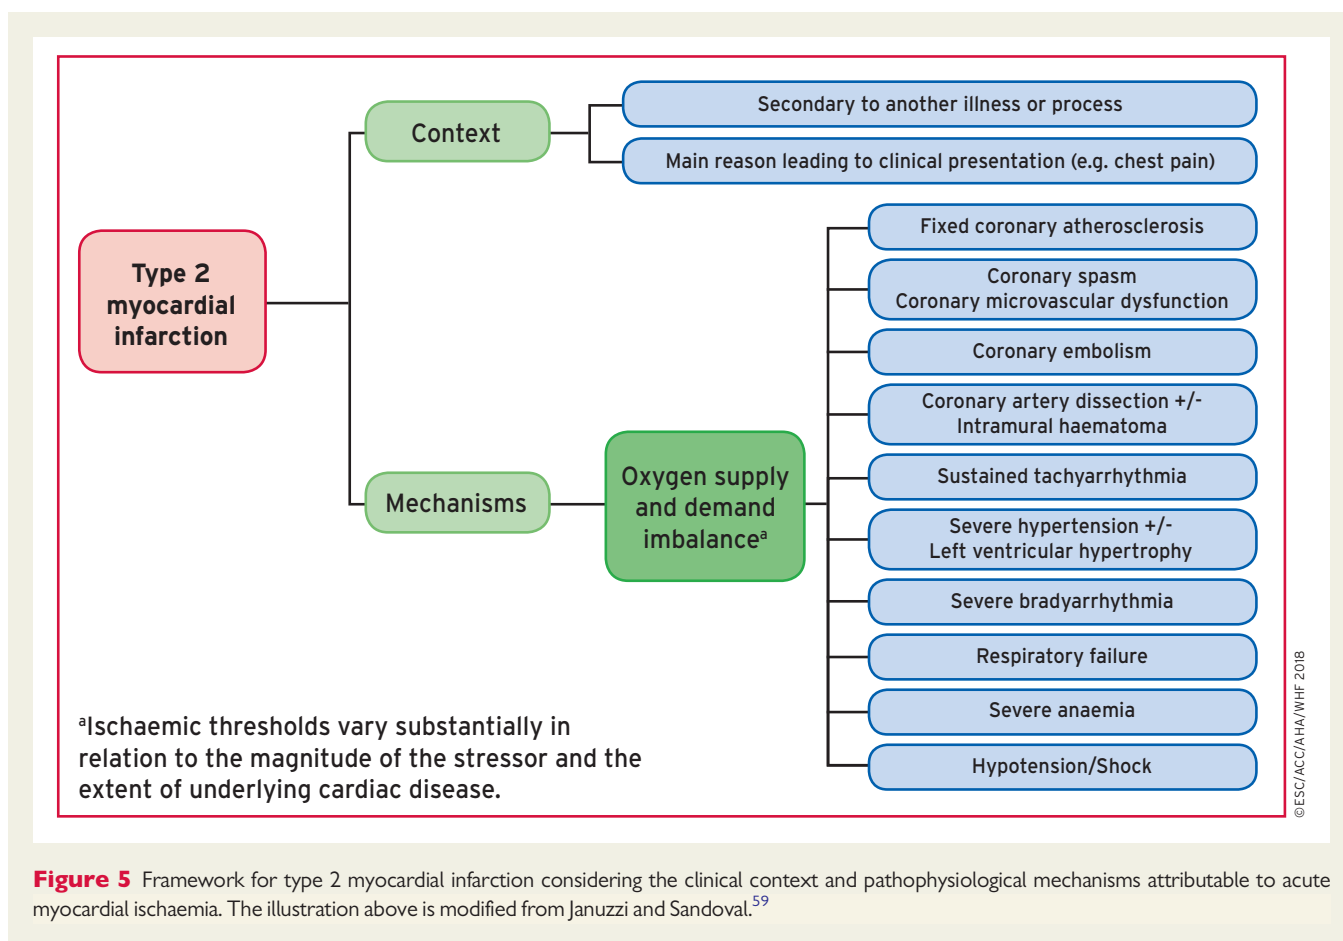 Context
Secondary to another illness or process
Main reason leading to clinical presentation (e.g. chest pain)
Type 2
myocardial
infarction
Mechanisms
Oxygen supply
and demand
imbalanceᵃ
Fixed coronary atherosclerosis
Coronary spasm
Coronary microvascular dysfunction
Coronary embolism
Coronary artery dissection +/-
Intramural haematoma
Sustained tachyarrhythmia
Severe hypertension +/-
Left ventricular hypertrophy
Severe bradyarrhythmia
Respiratory failure
Severe anaemia
Hypotension/Shock
ᵃIschaemic thresholds vary substantially in
relation to the magnitude of the stressor and the
extent of underlying cardiac disease.
©ESC/ACC/AHA/WHF 2018
Figure 5 Framework for type 2 myocardial infarction considering the clinical context and pathophysiological mechanisms attributable to acute
myocardial ischaemia. The illustration above is modified from Januzzi and Sandoval.⁵⁹